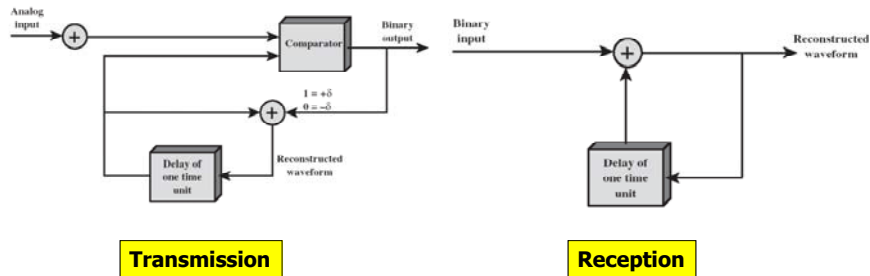 Analog
input
+
Comparator
Binary
output
1 = +δ
0 = –δ
+
Delay of
one time
unit
Reconstructed
waveform
Transmission
Binary
input
+
Reconstructed
waveform
Delay of
one time
unit
Reception